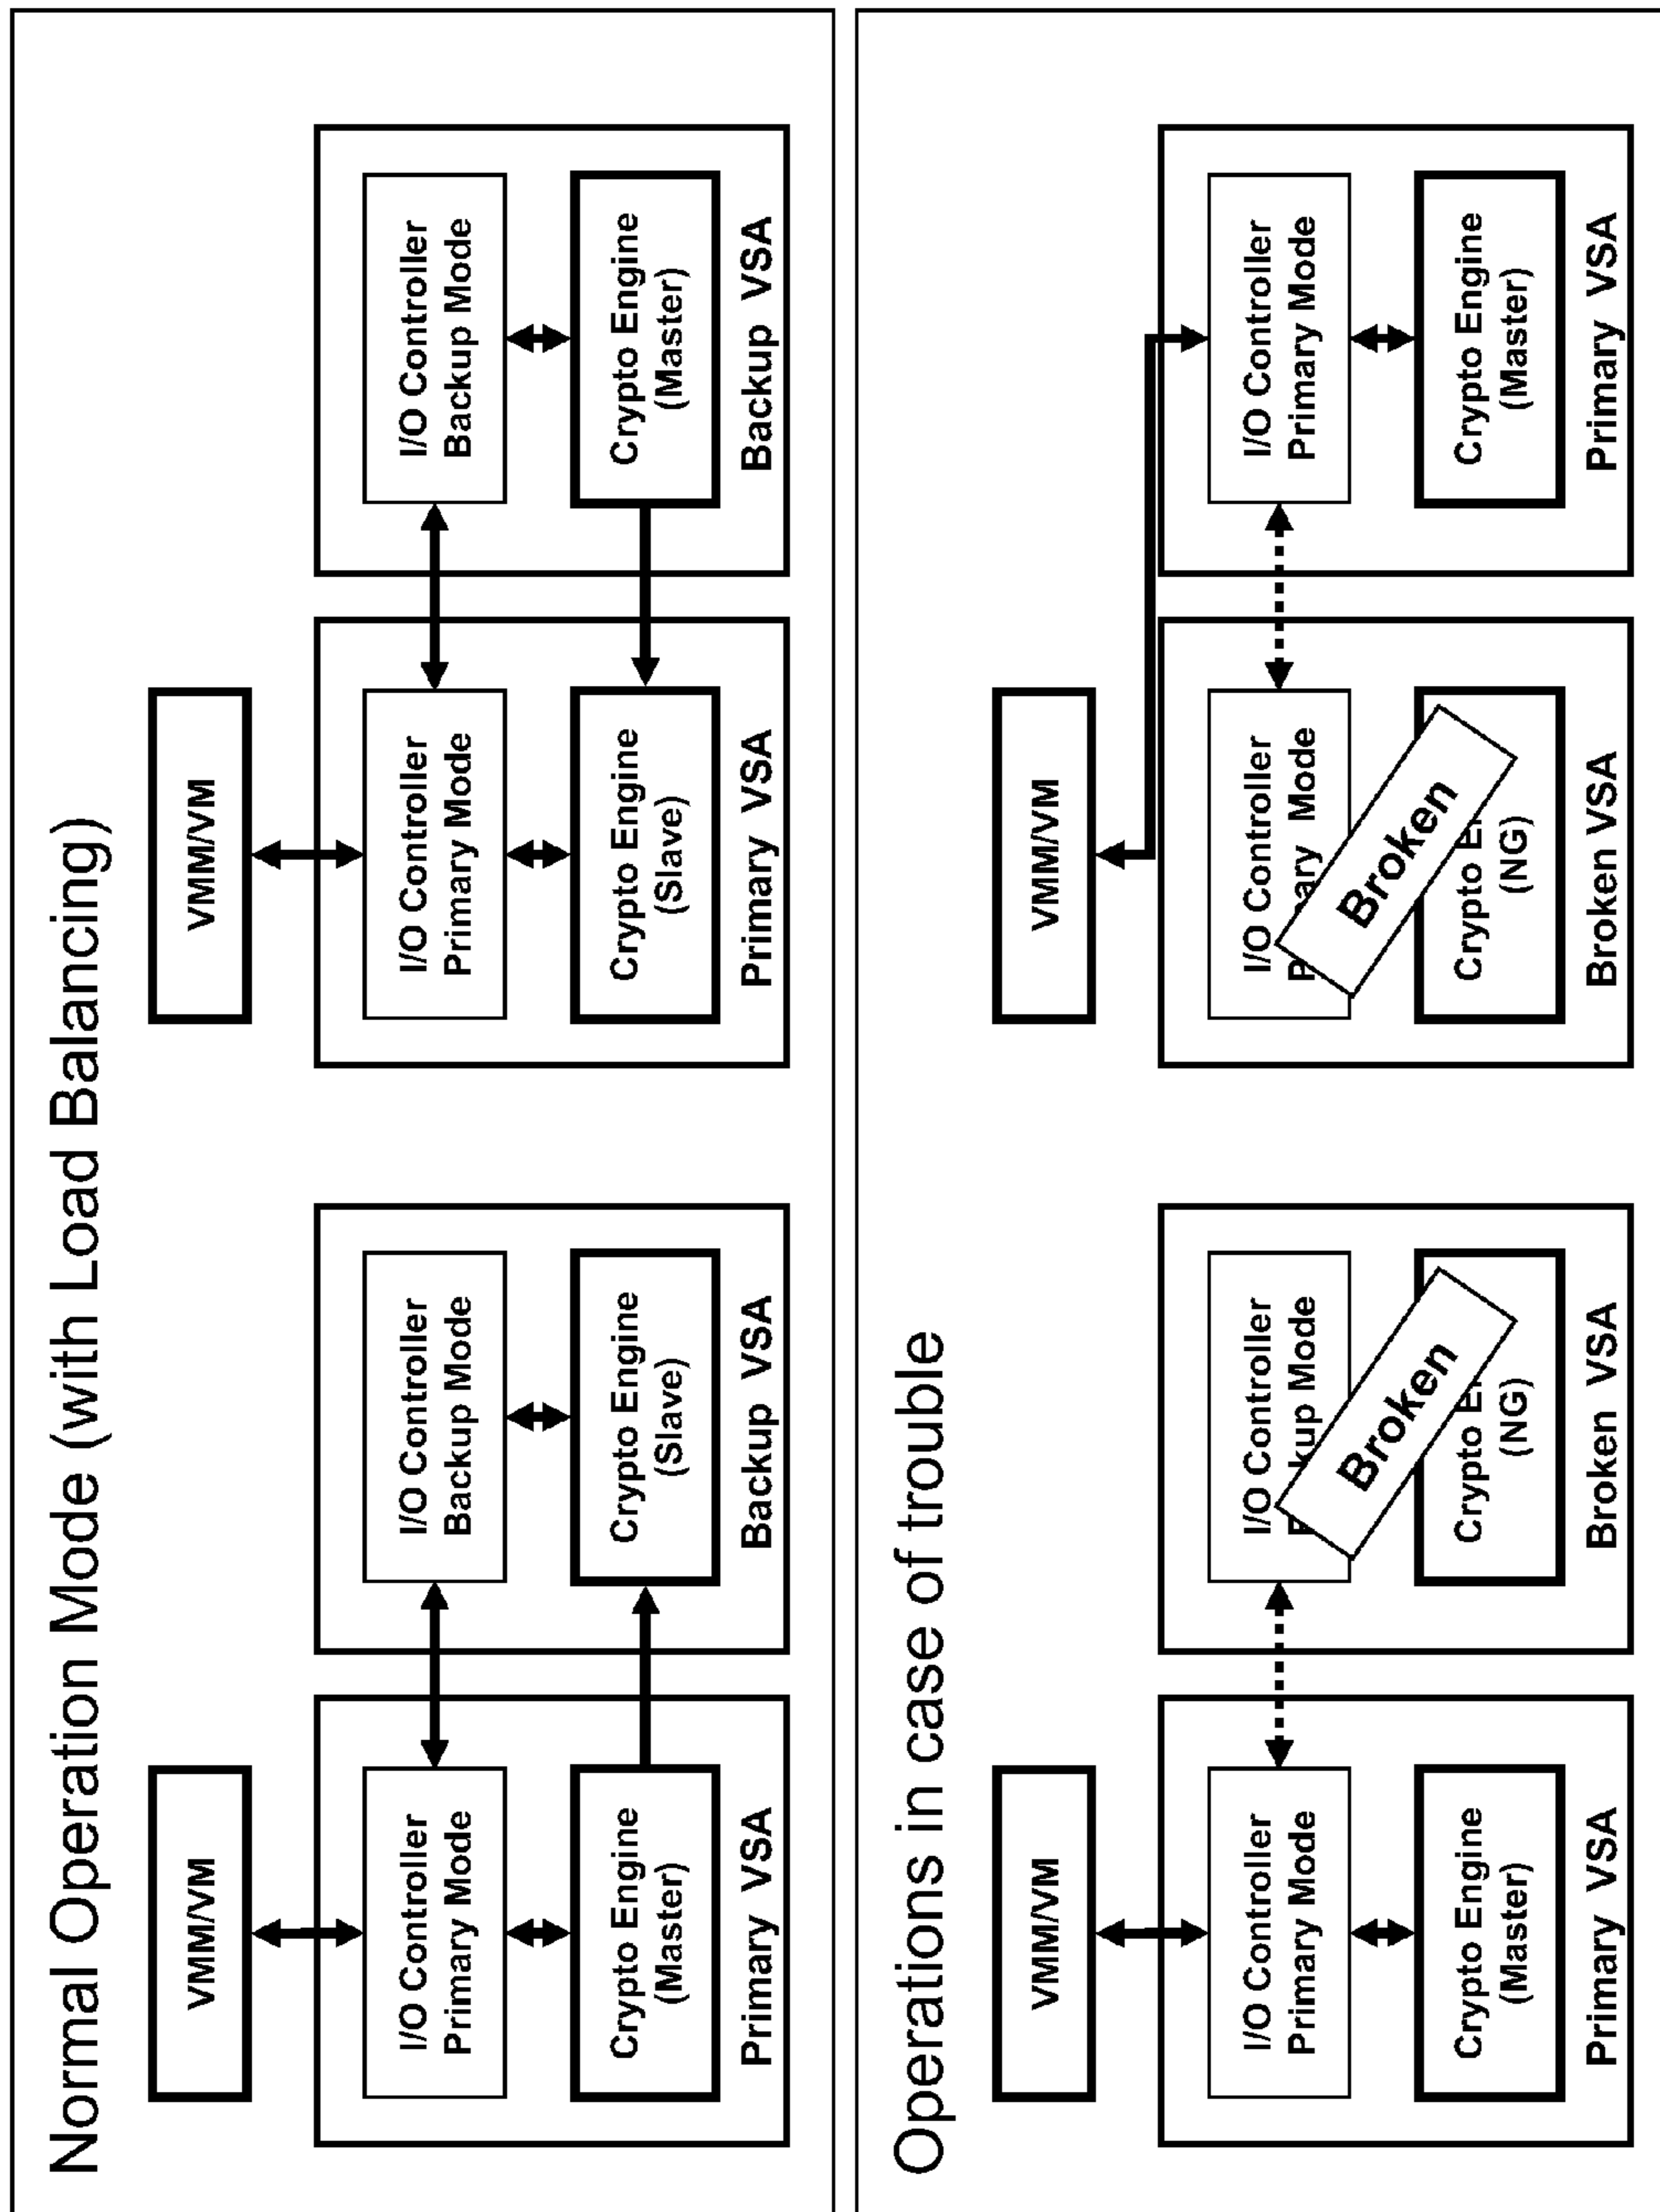 Normal Operation Mode (with Load Balancing)
VMM/VM
I/O Controller
Primary Mode
Crypto Engine
(Master)
Primary VSA
I/O Controller
Backup Mode
Crypto Engine
(Slave)
Backup VSA
VMM/VM
I/O Controller
Primary Mode
Crypto Engine
(Slave)
Primary VSA
I/O Controller
Backup Mode
Crypto Engine
(Master)
Backup VSA
Operations in case of trouble
VMM/VM
I/O Controller
Primary Mode
Crypto Engine
(Master)
Primary VSA
I/O Controller
Mode
Broken
Crypto
(NG)
Broken VSA
VMM/VM
I/O Controller
Mode
Broken
Crypto
(NG)
Broken VSA
I/O Controller
Primary Mode
Crypto Engine
(Master)
Primary VSA